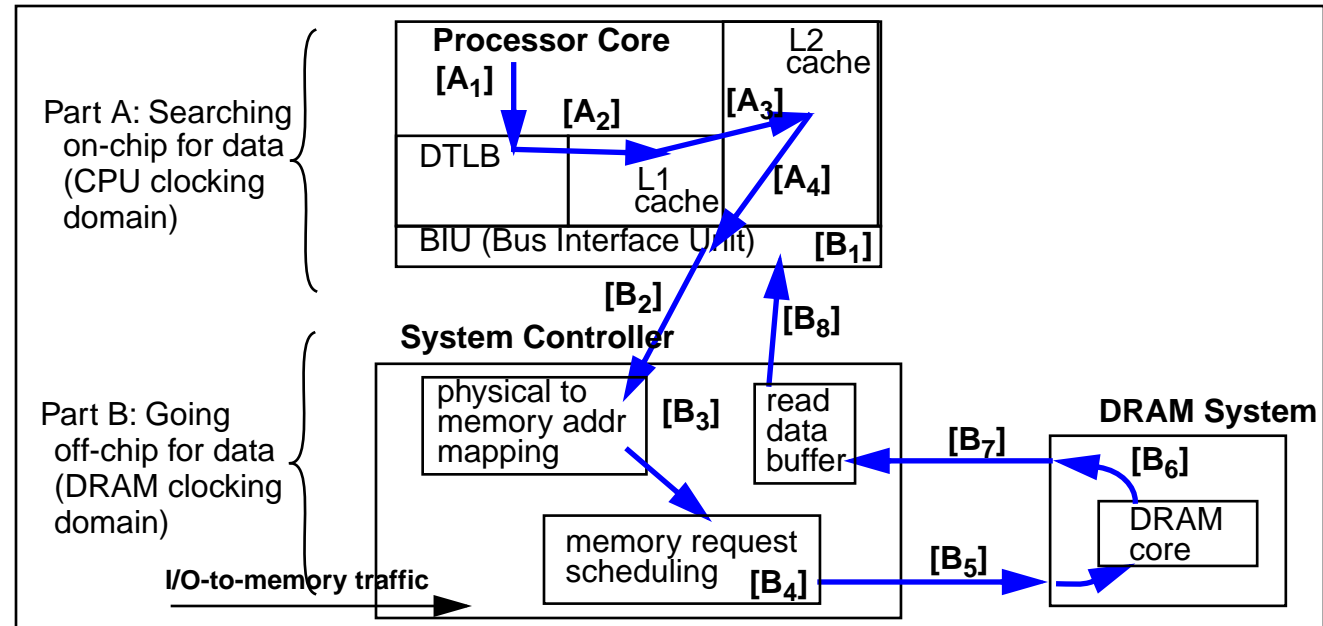 Processor Core
L2
cache
[A1]
[A2]
[A3]
Part A: Searching
on-chip for data
(CPU clocking
domain)
DTLB
L1
cache
[A4]
BIU (Bus Interface Unit)
[B1]
[B2]
[B8]
System Controller
physical to
memory addr
mapping
[B3]
read
data
buffer
DRAM System
Part B: Going
off-chip for data
(DRAM clocking
domain)
[B7]
[B6]
DRAM
core
memory request
scheduling
[B4]
[B5]
I/O-to-memory traffic